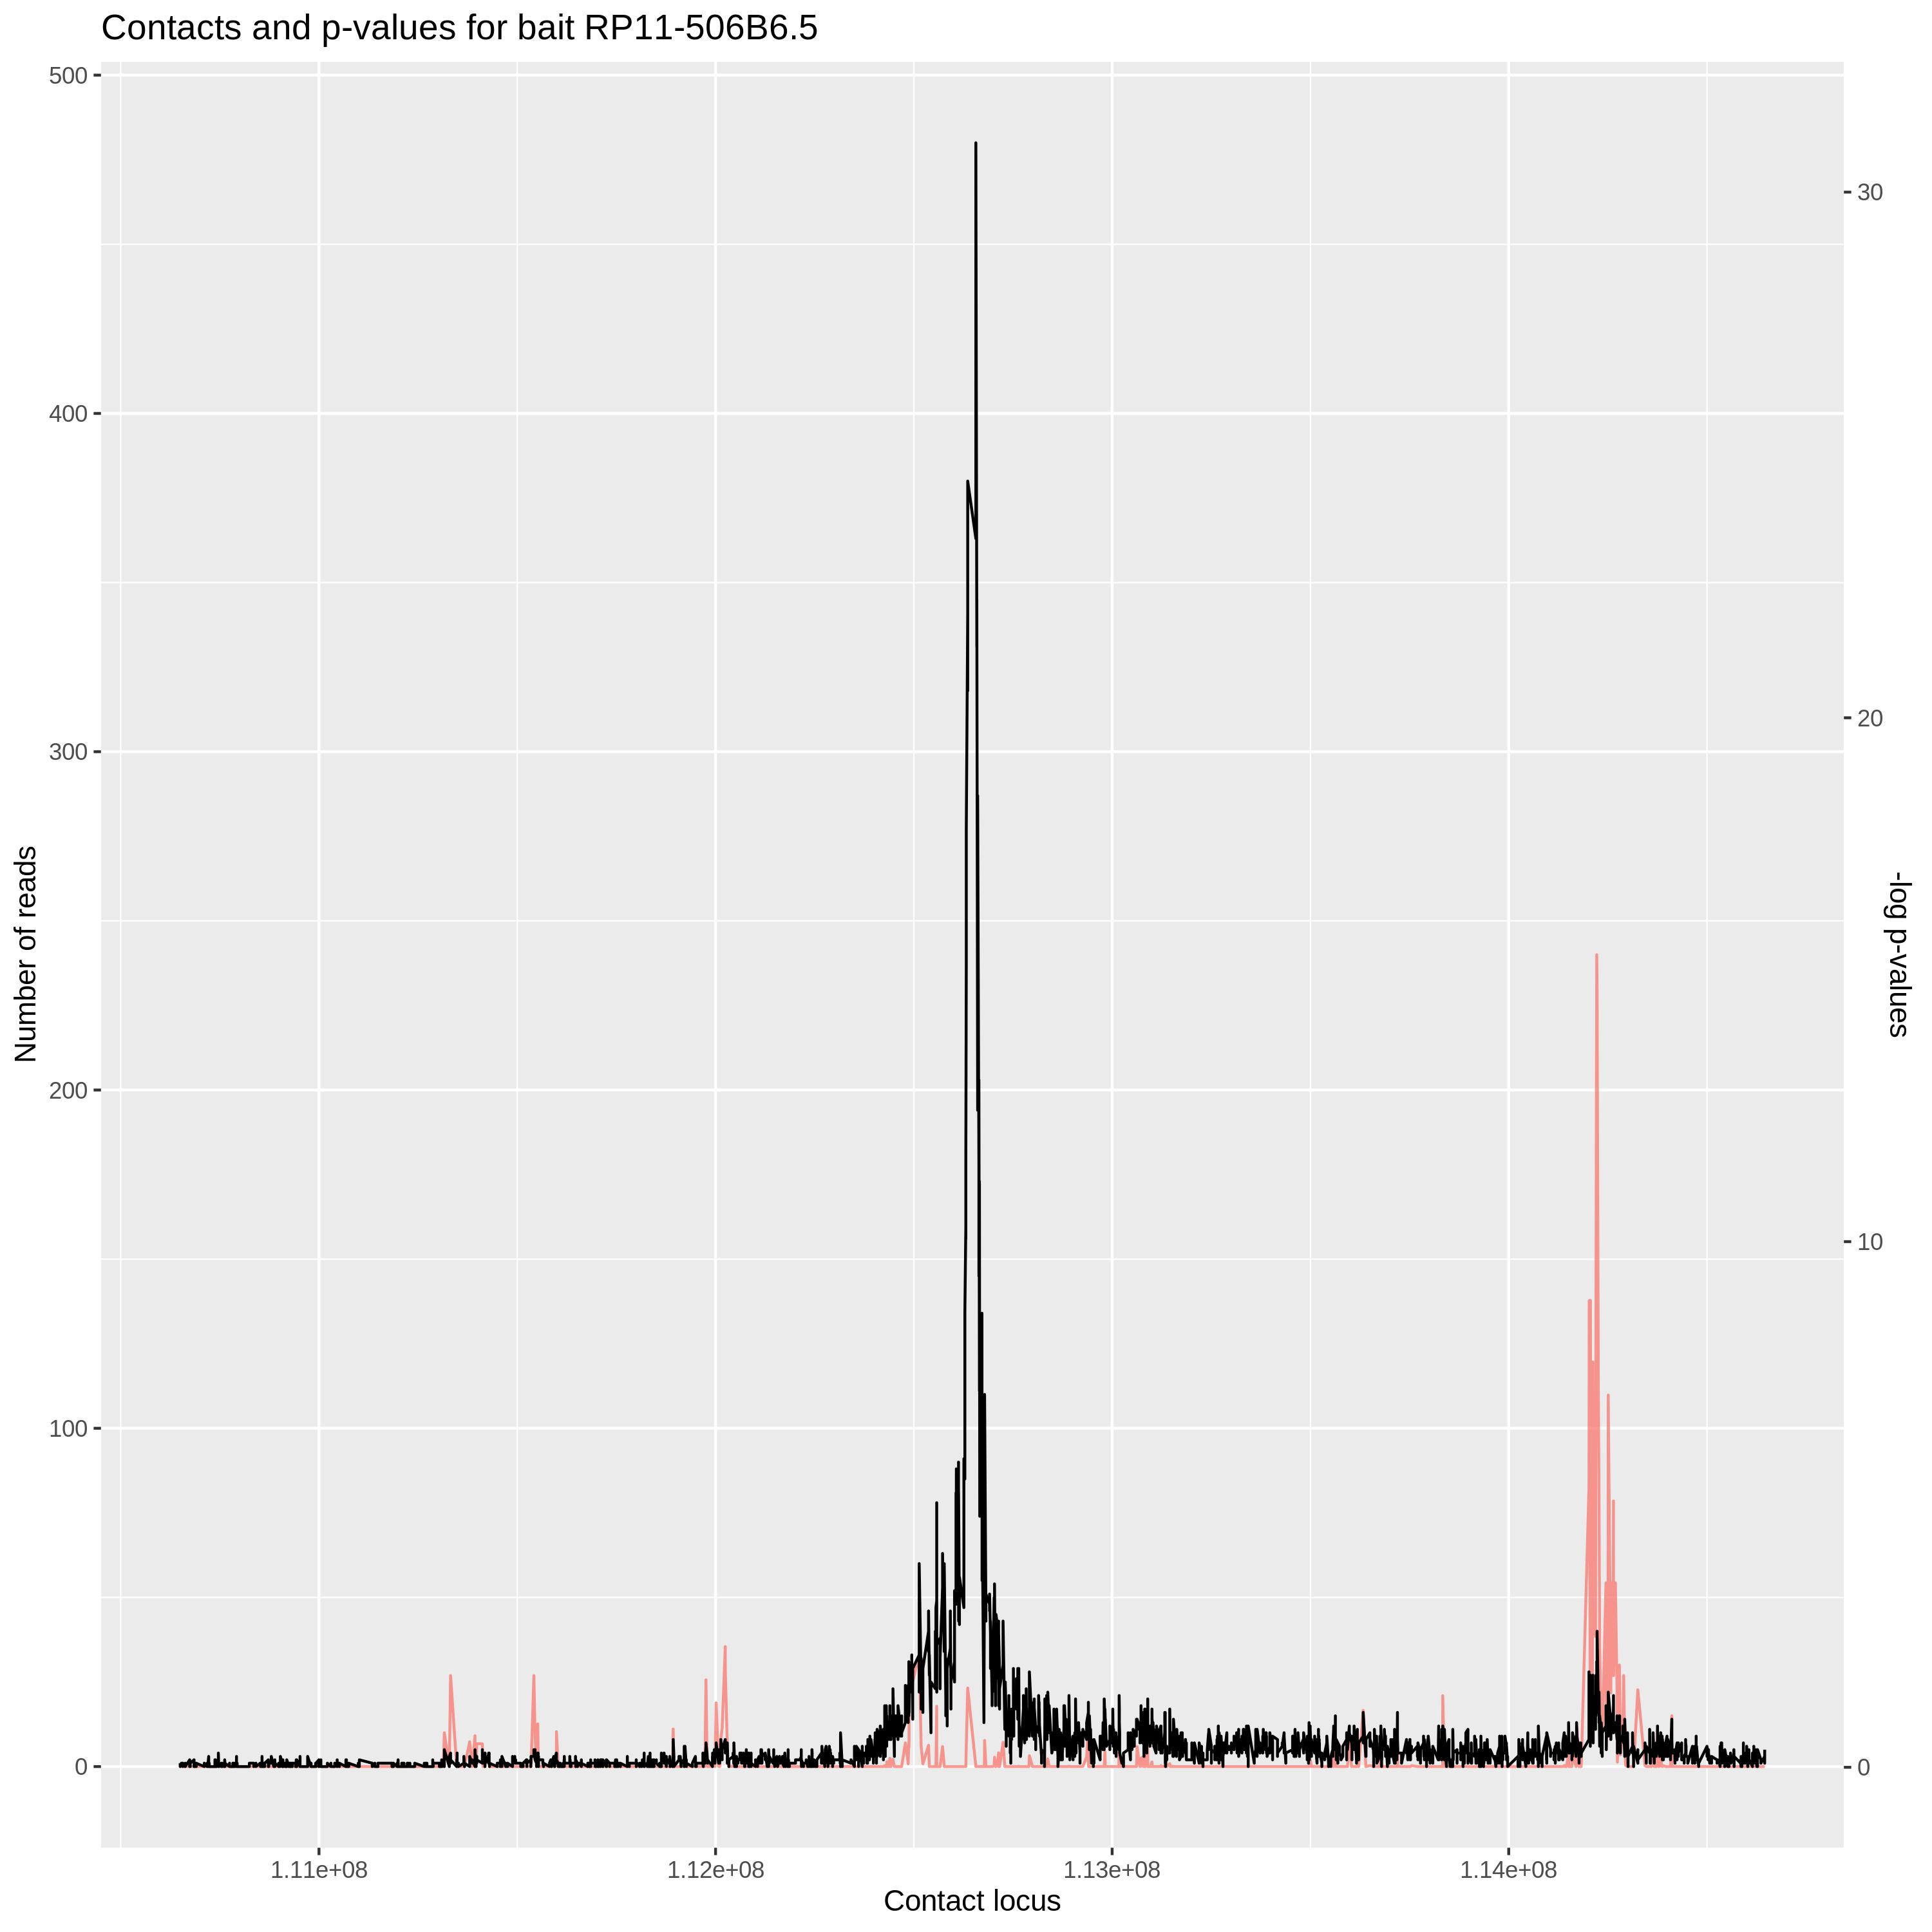 Contacts and p-values for bait RP11-506B6.5
500
400
300
200
100
0
Number of reads
30
20
10
0
-log p-values
1.11e+08 1.12e+08 1.13e+08 1.14e+08
Contact locus